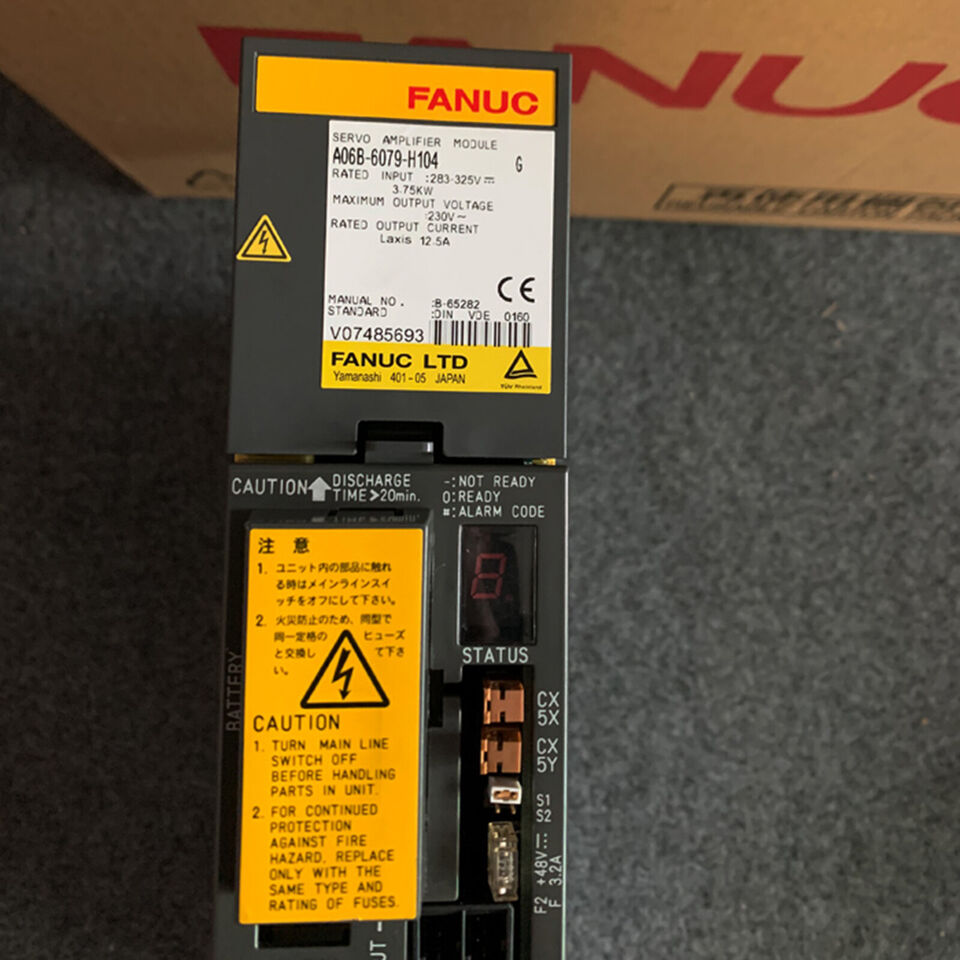 FANUC
FANUC
SERVO AMPLIFIER MODULE
A06B-6079-H104 G
RATED INPUT :283-325V⎓
3.75KW
MAXIMUM OUTPUT VOLTAGE
:230V~
RATED OUTPUT CURRENT
Laxis 12.5A
CE
MANUAL NO. :B-65282
STANDARD :DIN VDE 0160
V07485693
FANUC LTD
Yamanashi 401-05 JAPAN
TÜV Rheinland
CAUTION
DISCHARGE
TIME>20min.
-:NOT READY
0:READY
#:ALARM CODE
8
STATUS
注意
1. ユニット内の部品に触れ
る時はメインラインスイ
ッチをオフにして下さい。
2. 火災防止のため、同型で
同一定格の ヒューズ
と交換し て下さ
い。
CAUTION
1. TURN MAIN LINE
SWITCH OFF
BEFORE HANDLING
PARTS IN UNIT.
2. FOR CONTINUED
PROTECTION
AGAINST FIRE
HAZARD, REPLACE
ONLY WITH THE
SAME TYPE AND
RATING OF FUSES.
BATTERY
CX
5X
CX
5Y
S1
S2
F2 +48V⎓
F 3.2A